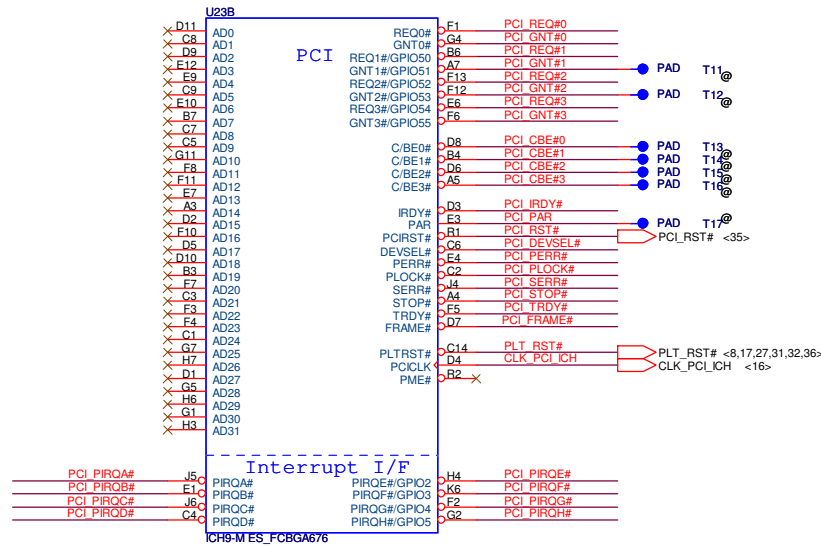 U23B
PCI
D11 AD0
C8 AD1
D9 AD2
E12 AD3
E9 AD4
C9 AD5
E10 AD6
B7 AD7
C7 AD8
C5 AD9
G11 AD10
F8 AD11
F11 AD12
E7 AD13
A3 AD14
D2 AD15
F10 AD16
D5 AD17
D10 AD18
B3 AD19
F7 AD20
C3 AD21
F3 AD22
F4 AD23
C1 AD24
G7 AD25
H7 AD26
D1 AD27
G5 AD28
H6 AD29
G1 AD30
H3 AD31
REQ0# F1 PCI_REQ#0
GNT0# G4 PCI_GNT#0
REQ1#/GPIO50 B6 PCI_REQ#1
GNT1#/GPIO51 A7 PCI_GNT#1 PAD T11 @
REQ2#/GPIO52 F13 PCI_REQ#2
GNT2#/GPIO53 F12 PCI_GNT#2 PAD T12 @
REQ3#/GPIO54 E6 PCI_REQ#3
GNT3#/GPIO55 F6 PCI_GNT#3
C/BE0# D8 PCI_CBE#0 PAD T13 @
C/BE1# B4 PCI_CBE#1 PAD T14 @
C/BE2# D6 PCI_CBE#2 PAD T15 @
C/BE3# A5 PCI_CBE#3 PAD T16 @
IRDY# D3 PCI_IRDY#
PAR E3 PCI_PAR PAD T17 @
PCIRST# R1 PCI_RST# PCI_RST# <35>
DEVSEL# C6 PCI_DEVSEL#
PERR# E4 PCI_PERR#
PLOCK# C2 PCI_PLOCK#
SERR# J4 PCI_SERR#
STOP# A4 PCI_STOP#
TRDY# F5 PCI_TRDY#
FRAME# D7 PCI_FRAME#
PLTRST# C14 PLT_RST# PLT_RST# <8,17,27,31,32,36>
PCICLK D4 CLK_PCI_ICH CLK_PCI_ICH <16>
PME# R2
Interrupt I/F
PCI_PIRQA# J5 PIRQA# PIRQE#/GPIO2 H4 PCI_PIRQE#
PCI_PIRQB# E1 PIRQB# PIRQF#/GPIO3 K6 PCI_PIRQF#
PCI_PIRQC# J6 PIRQC# PIRQG#/GPIO4 F2 PCI_PIRQG#
PCI_PIRQD# C4 PIRQD# PIRQH#/GPIO5 G2 PCI_PIRQH#
ICH9-M ES_FCBGA676